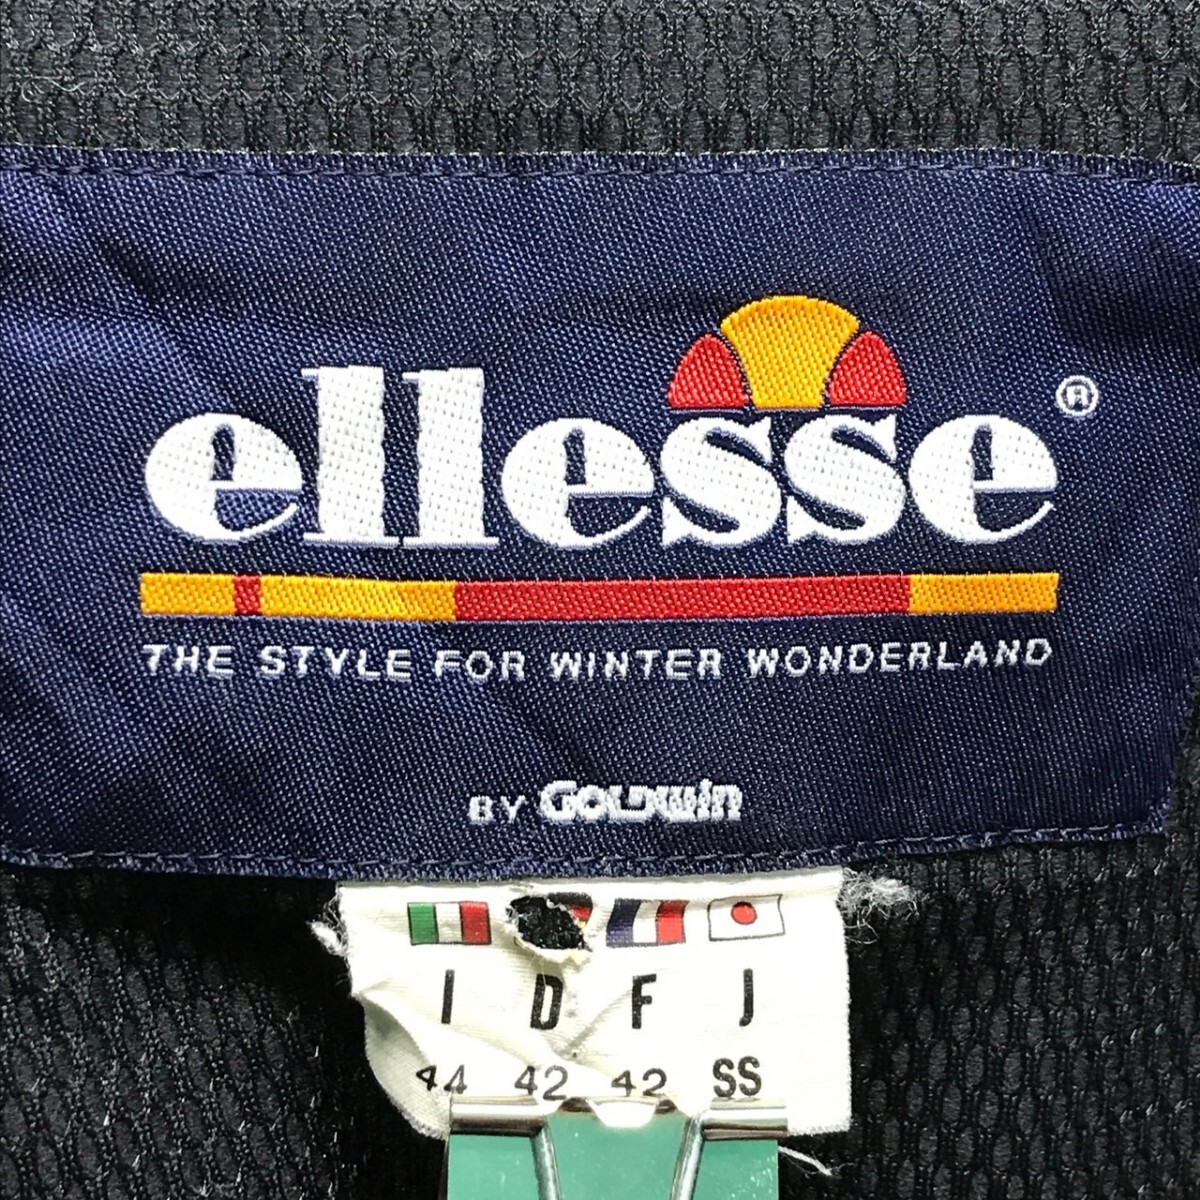 ellesse ®
THE STYLE FOR WINTER WONDERLAND
BY GOLDWIN
I D F J
44 42 42 SS